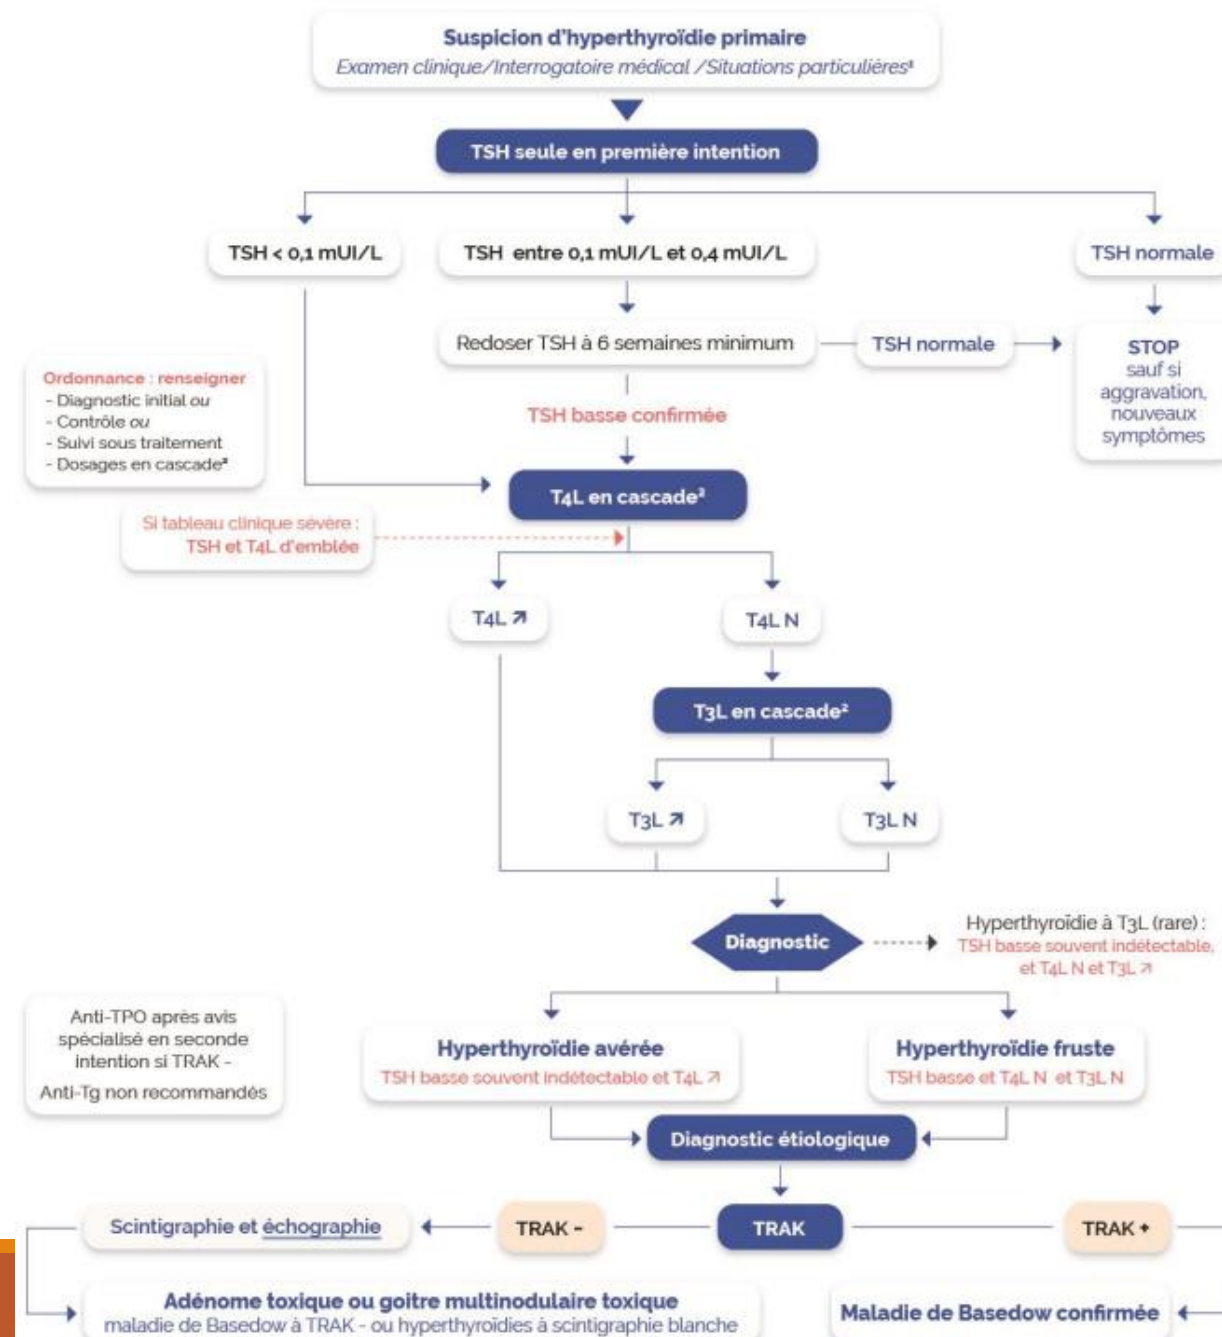 Suspicion d'hyperthyroïdie primaire
Examen clinique/Interrogatoire médical /Situations particulières¹
TSH seule en première intention
TSH < 0,1 mUI/L
TSH entre 0,1 mUI/L et 0,4 mUI/L
TSH normale
Redoser TSH à 6 semaines minimum
TSH normale
STOP
sauf si
aggravation,
nouveaux
symptômes
Ordonnance : renseigner
- Diagnostic initial ou
- Contrôle ou
- Suivi sous traitement
- Dosages en cascade²
TSH basse confirmée
T4L en cascade²
Si tableau clinique sévère :
TSH et T4L d'emblée
T4L ↗
T4L N
T3L en cascade²
T3L ↗
T3L N
Diagnostic
Hyperthyroïdie à T3L (rare) :
TSH basse souvent indétectable,
et T4L N et T3L ↗
Anti-TPO après avis
spécialisé en seconde
intention si TRAK -
Anti-Tg non recommandés
Hyperthyroïdie avérée
TSH basse souvent indétectable et T4L ↗
Hyperthyroïdie fruste
TSH basse et T4L N et T3L N
Diagnostic étiologique
Scintigraphie et échographie
TRAK -
TRAK
TRAK +
Adénome toxique ou goitre multinodulaire toxique
maladie de Basedow à TRAK - ou hyperthyroïdies à scintigraphie blanche
Maladie de Basedow confirmée